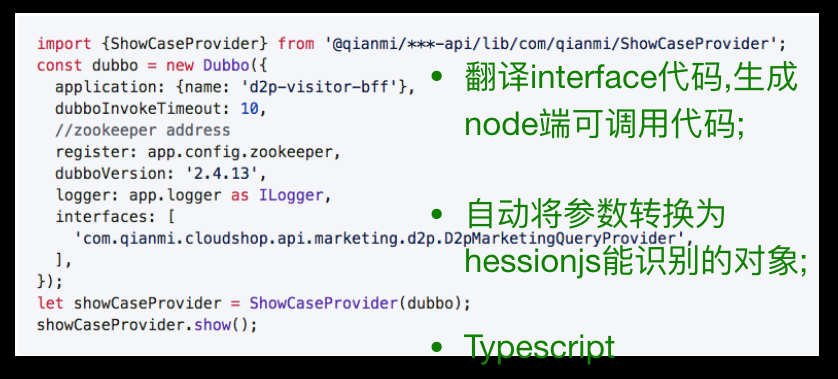 import {ShowCaseProvider} from '@qianmi/***-api/lib/com/qianmi/ShowCaseProvider';
const dubbo = new Dubbo({
application: {name: 'd2p-visitor-bff'},
dubboInvokeTimeout: 10,
//zookeeper address
register: app.config.zookeeper,
dubboVersion: '2.4.13',
logger: app.logger as ILogger,
interfaces: [
'com.qianmi.cloudshop.api.marketing.d2p.D2pMarketingQueryProvider',
],
});
let showCaseProvider = ShowCaseProvider(dubbo);
showCaseProvider.show();
• 翻译interface代码,生成
node端可调用代码;
• 自动将参数转换为
hessionjs能识别的对象;
• Typescript